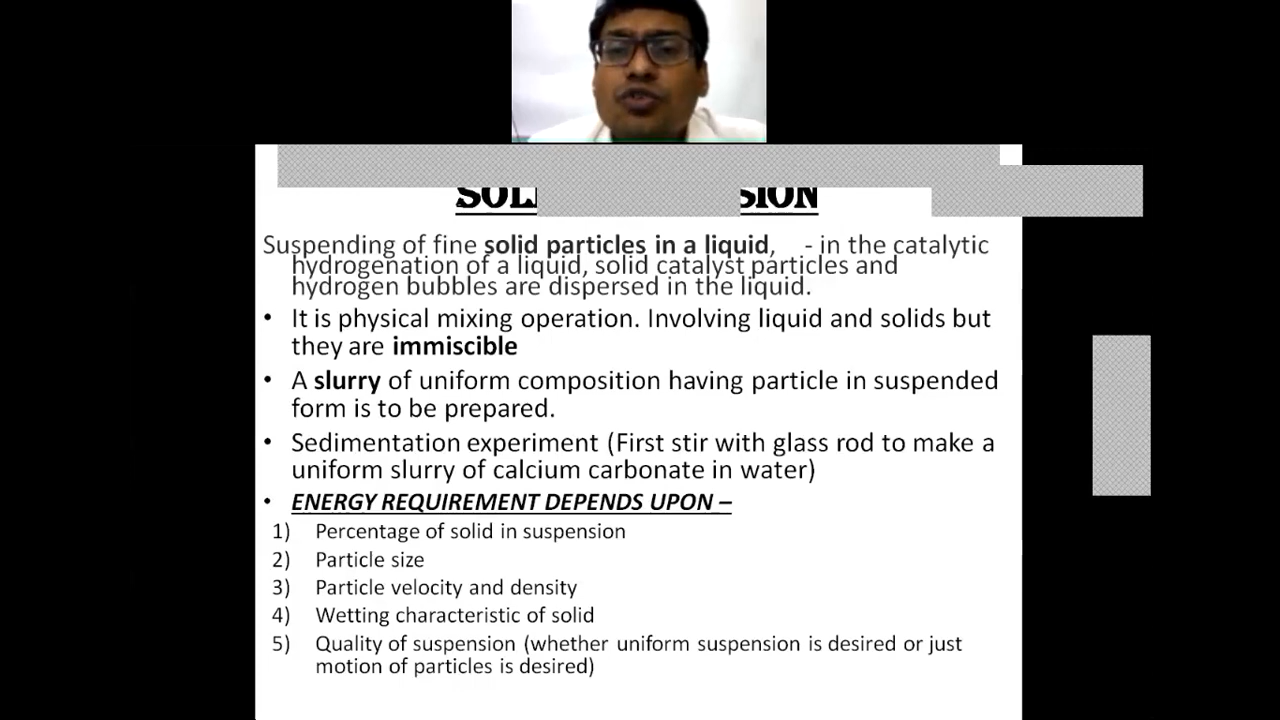 Suspending of fine solid particles in a liquid, - in the catalytic
hydrogenation of a liquid, solid catalyst particles and
hydrogen bubbles are dispersed in the liquid.
• It is physical mixing operation. Involving liquid and solids but
they are immiscible
• A slurry of uniform composition having particle in suspended
form is to be prepared.
• Sedimentation experiment (First stir with glass rod to make a
uniform slurry of calcium carbonate in water)
• ENERGY REQUIREMENT DEPENDS UPON –
1) Percentage of solid in suspension
2) Particle size
3) Particle velocity and density
4) Wetting characteristic of solid
5) Quality of suspension (whether uniform suspension is desired or just
motion of particles is desired)